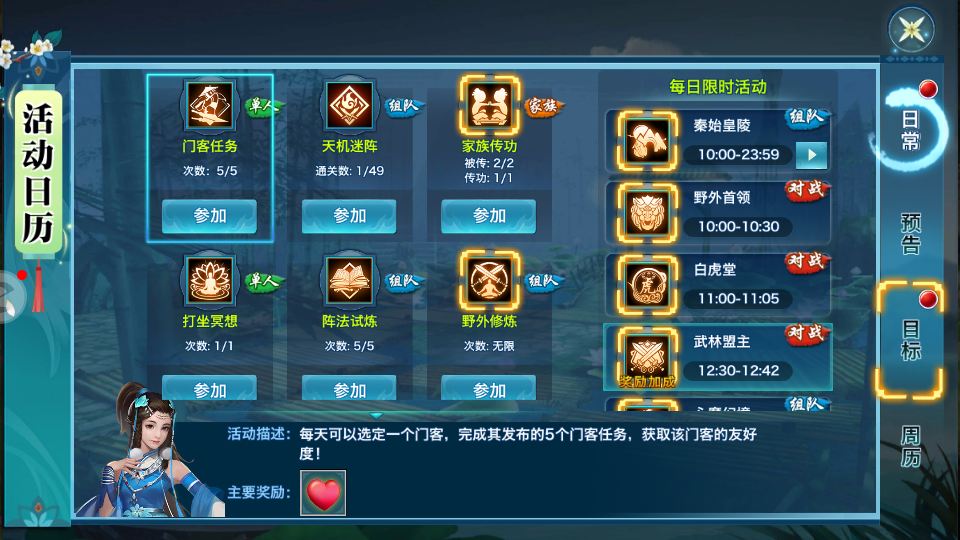 活动日历
单人
门客任务
次数：5/5
参加
组队
天机迷阵
通关数：1/49
参加
家族
家族传功
被传：2/2
传功：1/1
参加
单人
打坐冥想
次数：1/1
参加
组队
阵法试炼
次数：5/5
参加
组队
野外修炼
次数：无限
参加
每日限时活动
秦始皇陵
组队
10:00-23:59
野外首领
对战
10:00-10:30
白虎堂
对战
虎
11:00-11:05
武林盟主
对战
奖励加成
12:30-12:42
组队
日常
预告
目标
周历
活动描述：每天可以选定一个门客，完成其发布的5个门客任务，获取该门客的友好
度！
主要奖励：